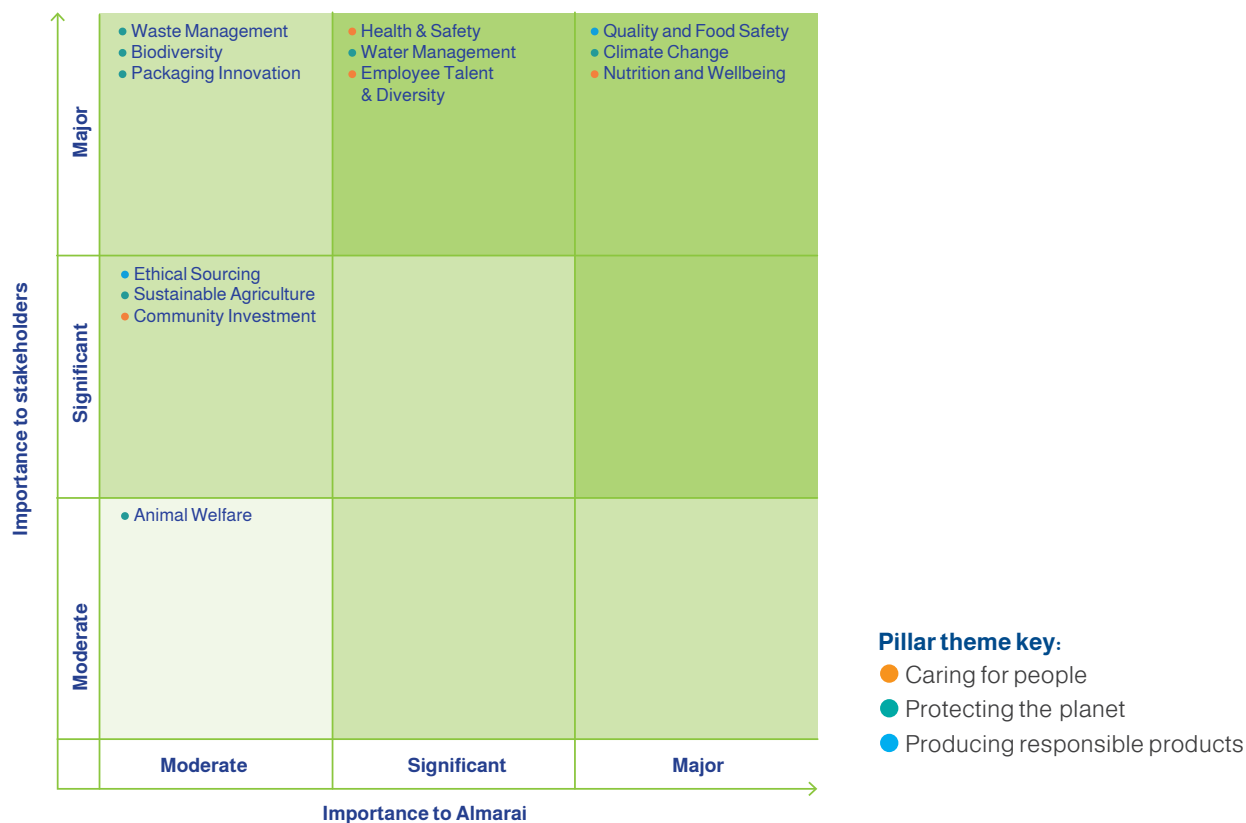 Importance to stakeholders
Major
Waste Management
Biodiversity
Packaging Innovation
Health & Safety
Water Management
Employee Talent
& Diversity
Quality and Food Safety
Climate Change
Nutrition and Wellbeing
Significant
Ethical Sourcing
Sustainable Agriculture
Community Investment
Moderate
Animal Welfare
Moderate
Significant
Major
Importance to Almarai
Pillar theme key:
Caring for people
Protecting the planet
Producing responsible products